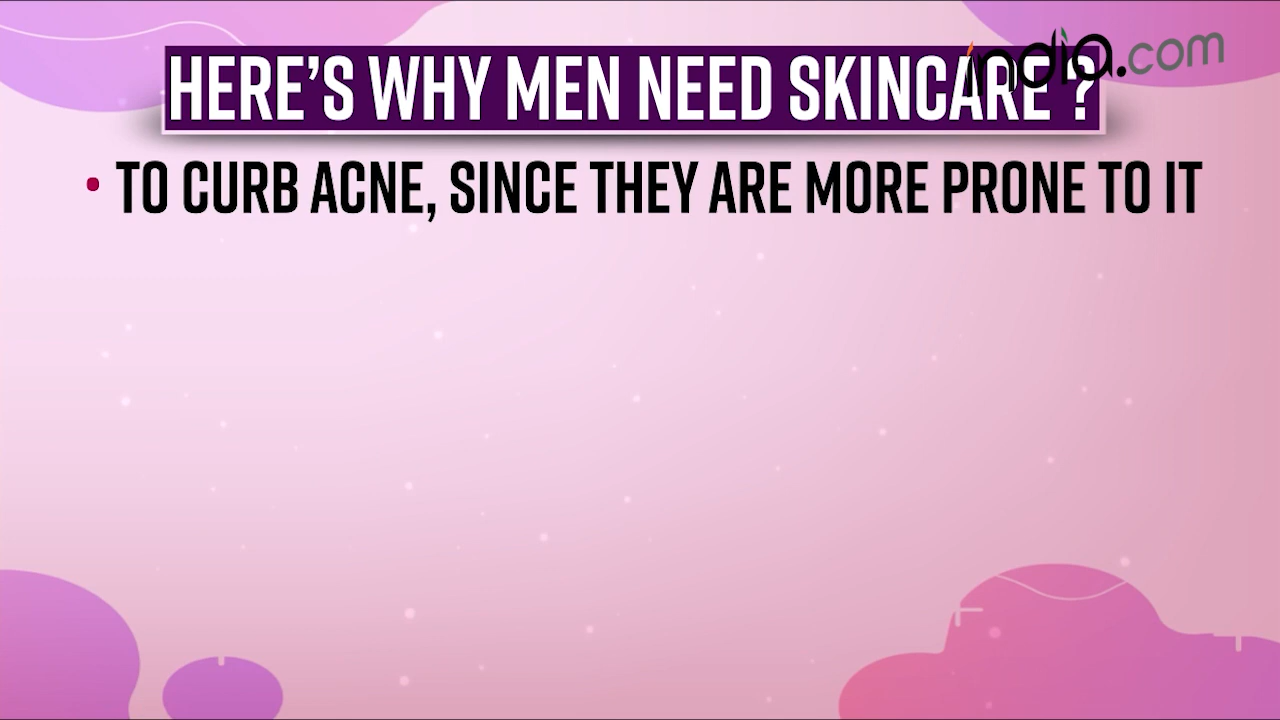 HERE'S WHY MEN NEED SKINCARE ?
india.com
• TO CURB ACNE, SINCE THEY ARE MORE PRONE TO IT